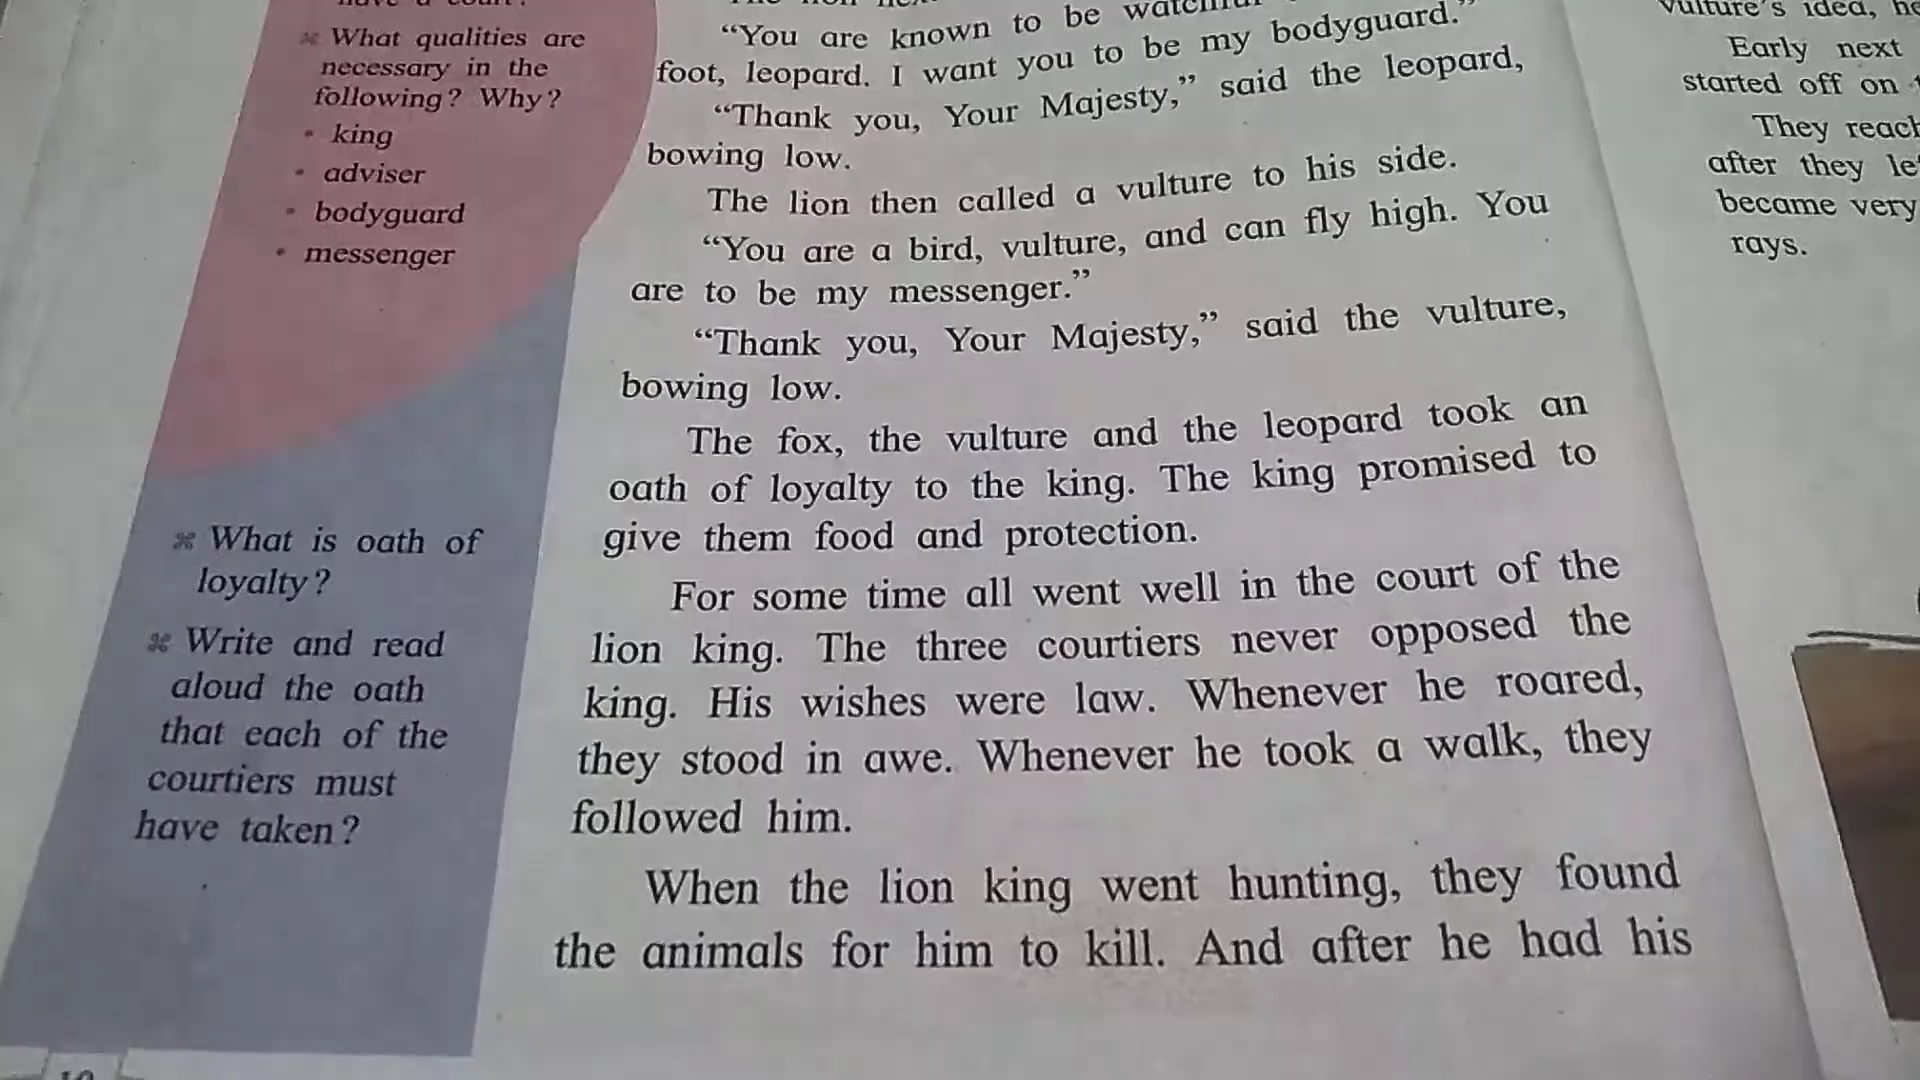 have a court?
⌘ What qualities are
necessary in the
following? Why?
• king
• adviser
• bodyguard
• messenger
⌘ What is oath of
loyalty?
⌘ Write and read
aloud the oath
that each of the
courtiers must
have taken?
10
The lion next
“You are known to be watchful
foot, leopard. I want you to be my bodyguard.”
“Thank you, Your Majesty,” said the leopard,
bowing low.
The lion then called a vulture to his side.
“You are a bird, vulture, and can fly high. You
are to be my messenger.”
“Thank you, Your Majesty,” said the vulture,
bowing low.
The fox, the vulture and the leopard took an
oath of loyalty to the king. The king promised to
give them food and protection.
For some time all went well in the court of the
lion king. The three courtiers never opposed the
king. His wishes were law. Whenever he roared,
they stood in awe. Whenever he took a walk, they
followed him.
When the lion king went hunting, they found
the animals for him to kill. And after he had his
vulture’s idea,
Early next
started off on
They
after they
became very
rays.